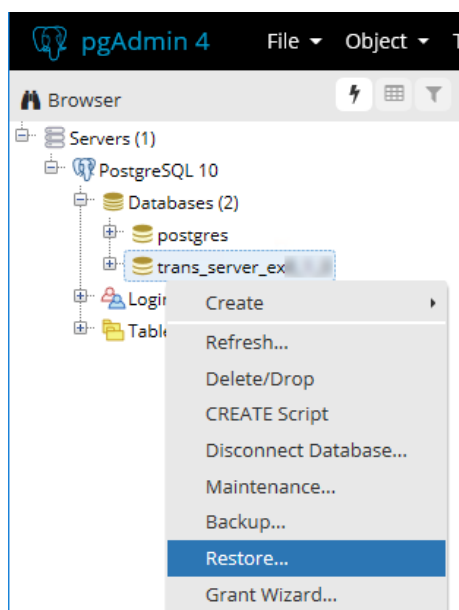 pgAdmin 4 File Object
Browser
Servers (1)
PostgreSQL 10
Databases (2)
postgres
trans_server_ex
Create
Refresh...
Delete/Drop
CREATE Script
Disconnect Database...
Maintenance...
Backup...
Restore...
Grant Wizard...